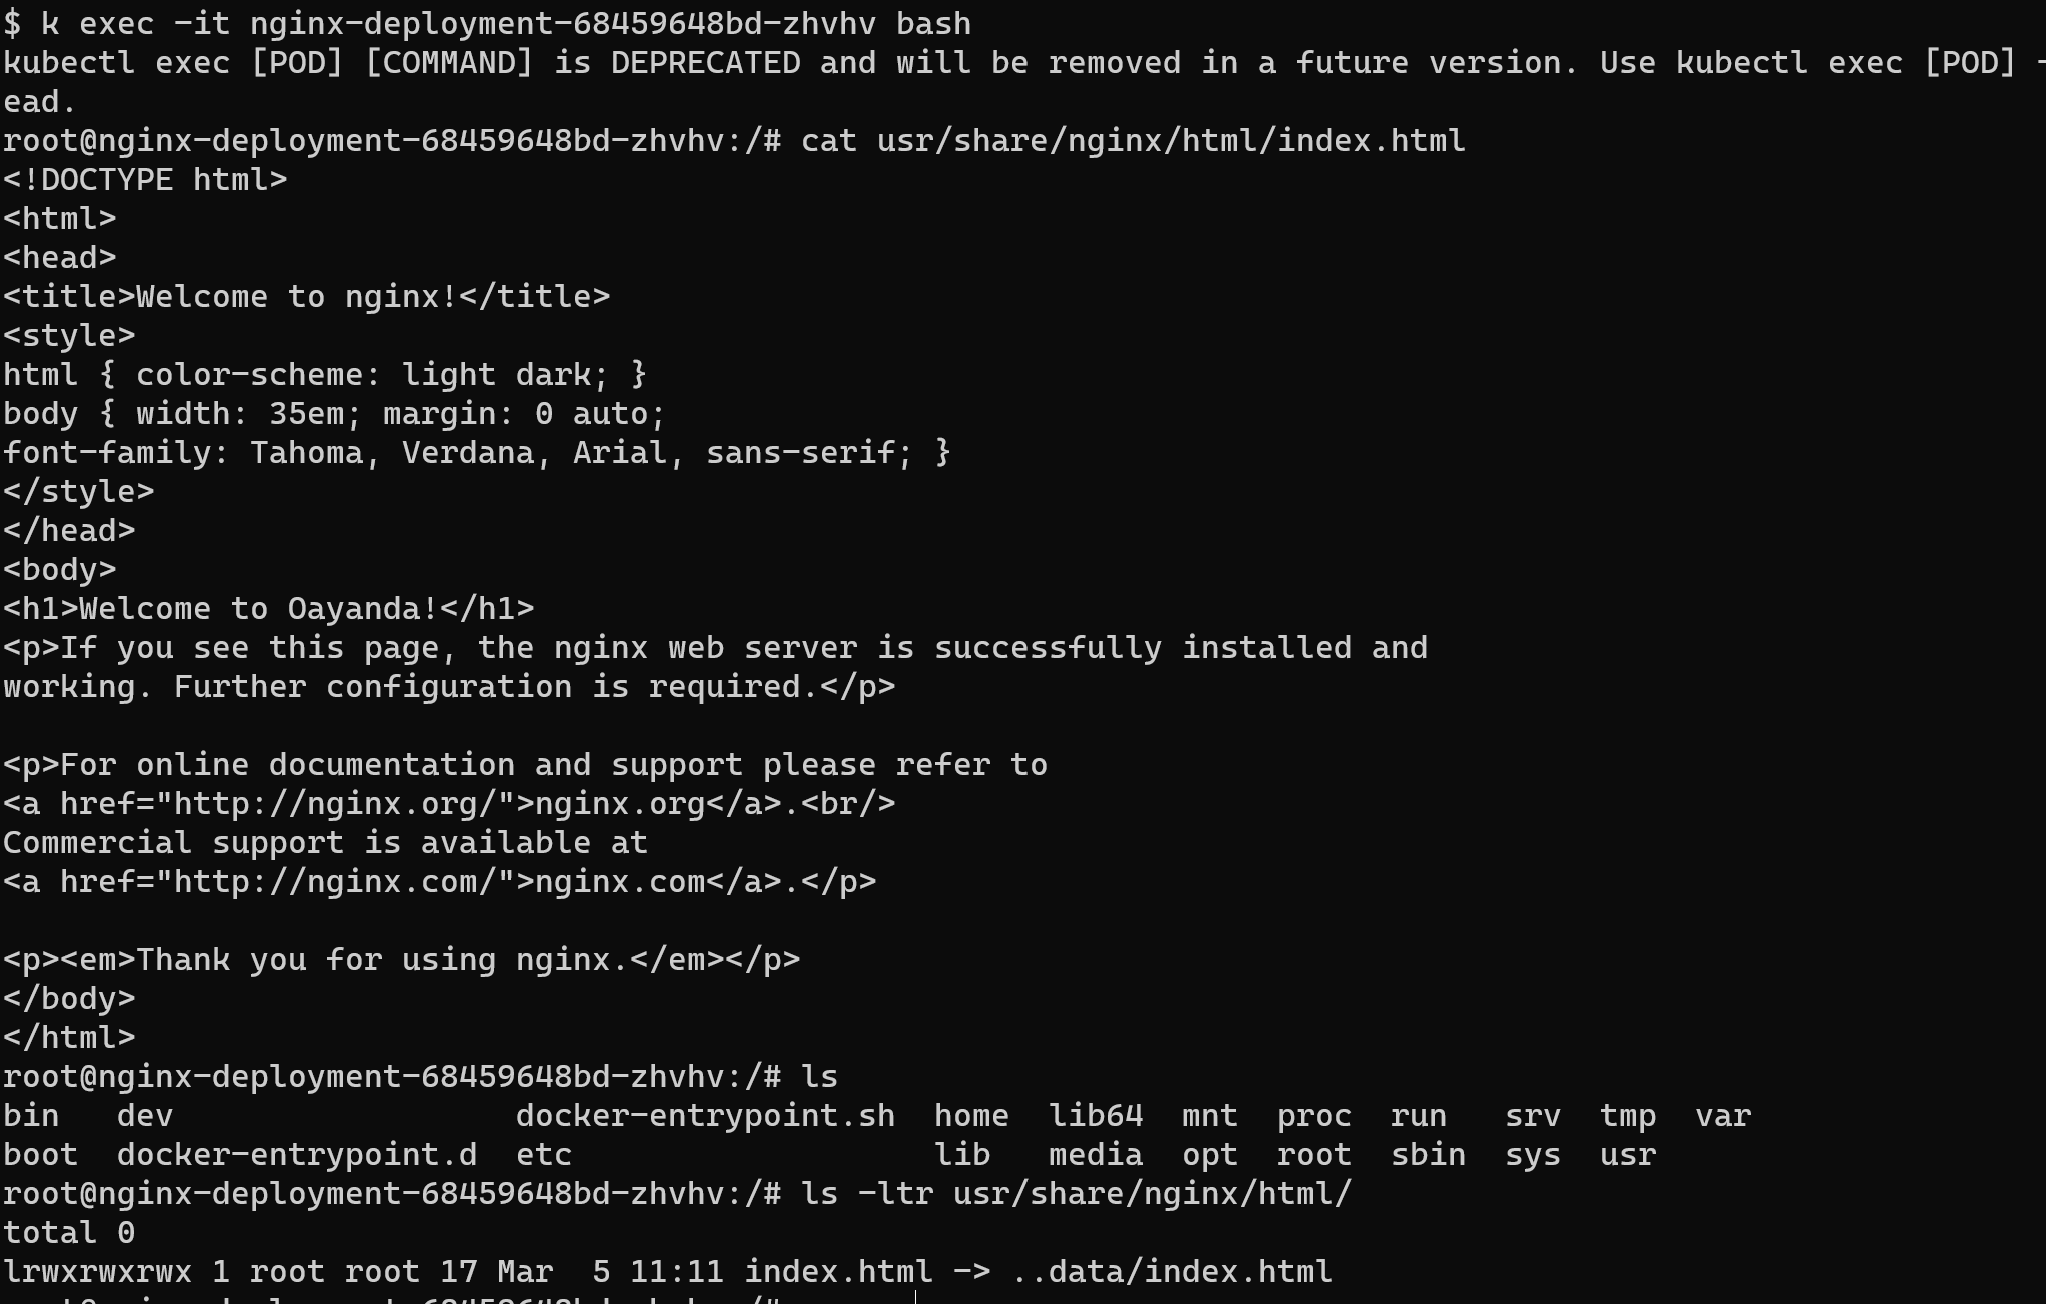 $ k exec -it nginx-deployment-68459648bd-zhvhv bash
kubectl exec [POD] [COMMAND] is DEPRECATED and will be removed in a future version. Use kubectl exec [POD] -
ead.
root@nginx-deployment-68459648bd-zhvhv:/# cat usr/share/nginx/html/index.html
<!DOCTYPE html>
<html>
<head>
<title>Welcome to nginx!</title>
<style>
html { color-scheme: light dark; }
body { width: 35em; margin: 0 auto;
font-family: Tahoma, Verdana, Arial, sans-serif; }
</style>
</head>
<body>
<h1>Welcome to Oayanda!</h1>
<p>If you see this page, the nginx web server is successfully installed and
working. Further configuration is required.</p>

<p>For online documentation and support please refer to
<a href="http://nginx.org/">nginx.org</a>.<br/>
Commercial support is available at
<a href="http://nginx.com/">nginx.com</a>.</p>

<p><em>Thank you for using nginx.</em></p>
</body>
</html>
root@nginx-deployment-68459648bd-zhvhv:/# ls
bin   dev                  docker-entrypoint.sh  home  lib64  mnt  proc  run   srv  tmp  var
boot  docker-entrypoint.d  etc                   lib   media  opt  root  sbin  sys  usr
root@nginx-deployment-68459648bd-zhvhv:/# ls -ltr usr/share/nginx/html/
total 0
lrwxrwxrwx 1 root root 17 Mar  5 11:11 index.html -> ..data/index.html